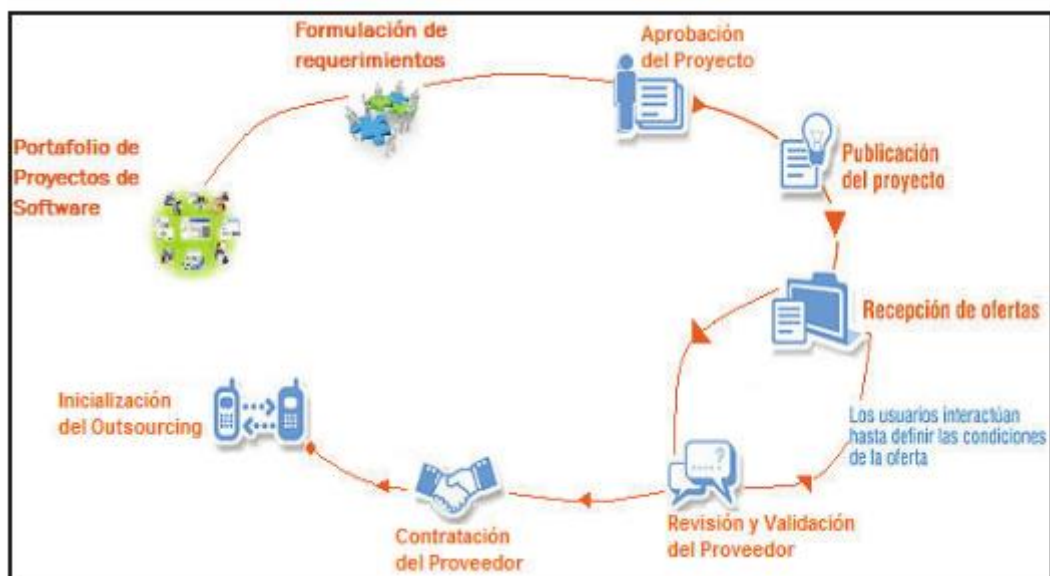 Formulación de
requerimientos
Aprobación
del Proyecto
Portafolio de
Proyectos de
Software
Publicación
del proyecto
Recepción de ofertas
Los usuarios interactúan
hasta definir las condiciones
de la oferta
Inicialización
del Outsourcing
Contratación
del Proveedor
Revisión y Validación
del Proveedor
?